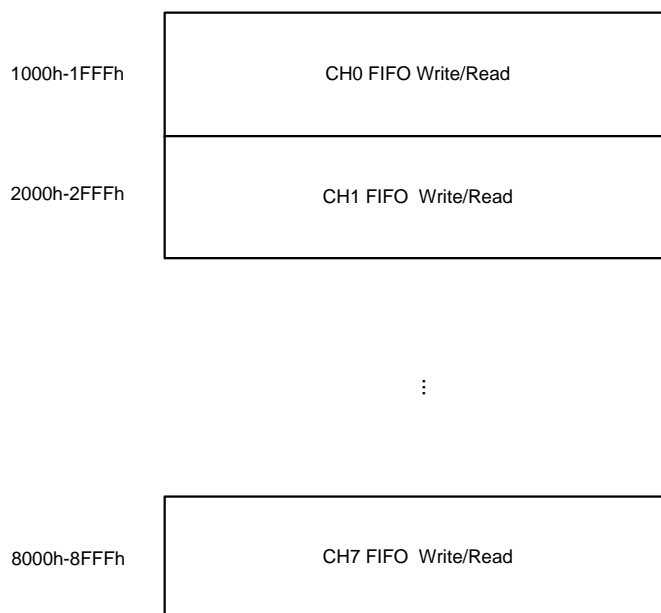 1000h-1FFFh CH0 FIFO Write/Read
2000h-2FFFh CH1 FIFO Write/Read
⋮
8000h-8FFFh CH7 FIFO Write/Read